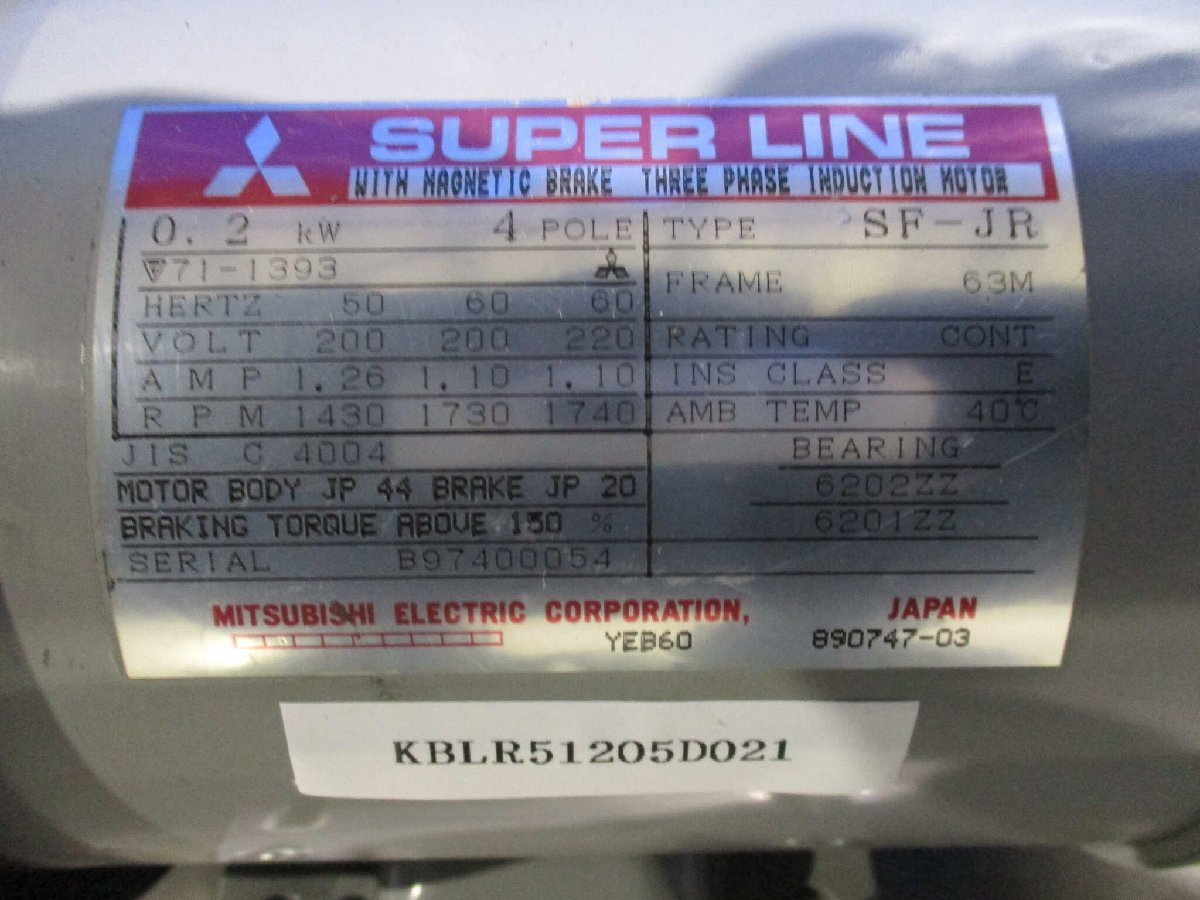 SUPER LINE
WITH MAGNETIC BRAKE THREE PHASE INDUCTION MOTOR
0.2 kW 4 POLE
71-1393
HERTZ 50 60 60
VOLT 200 200 220
AMP 1.26 1.10 1.10
RPM 1430 1730 1740
JIS C 4004
MOTOR BODY JP 44 BRAKE JP 20
BRAKING TORQUE ABOVE 150 %
SERIAL B97400054
TYPE SF-JR
FRAME 63M
RATING CONT
INS CLASS E
AMB TEMP 40℃
BEARING
6202ZZ
6201ZZ
MITSUBISHI ELECTRIC CORPORATION, JAPAN
YEB60 890747-03
KBLR51205D021